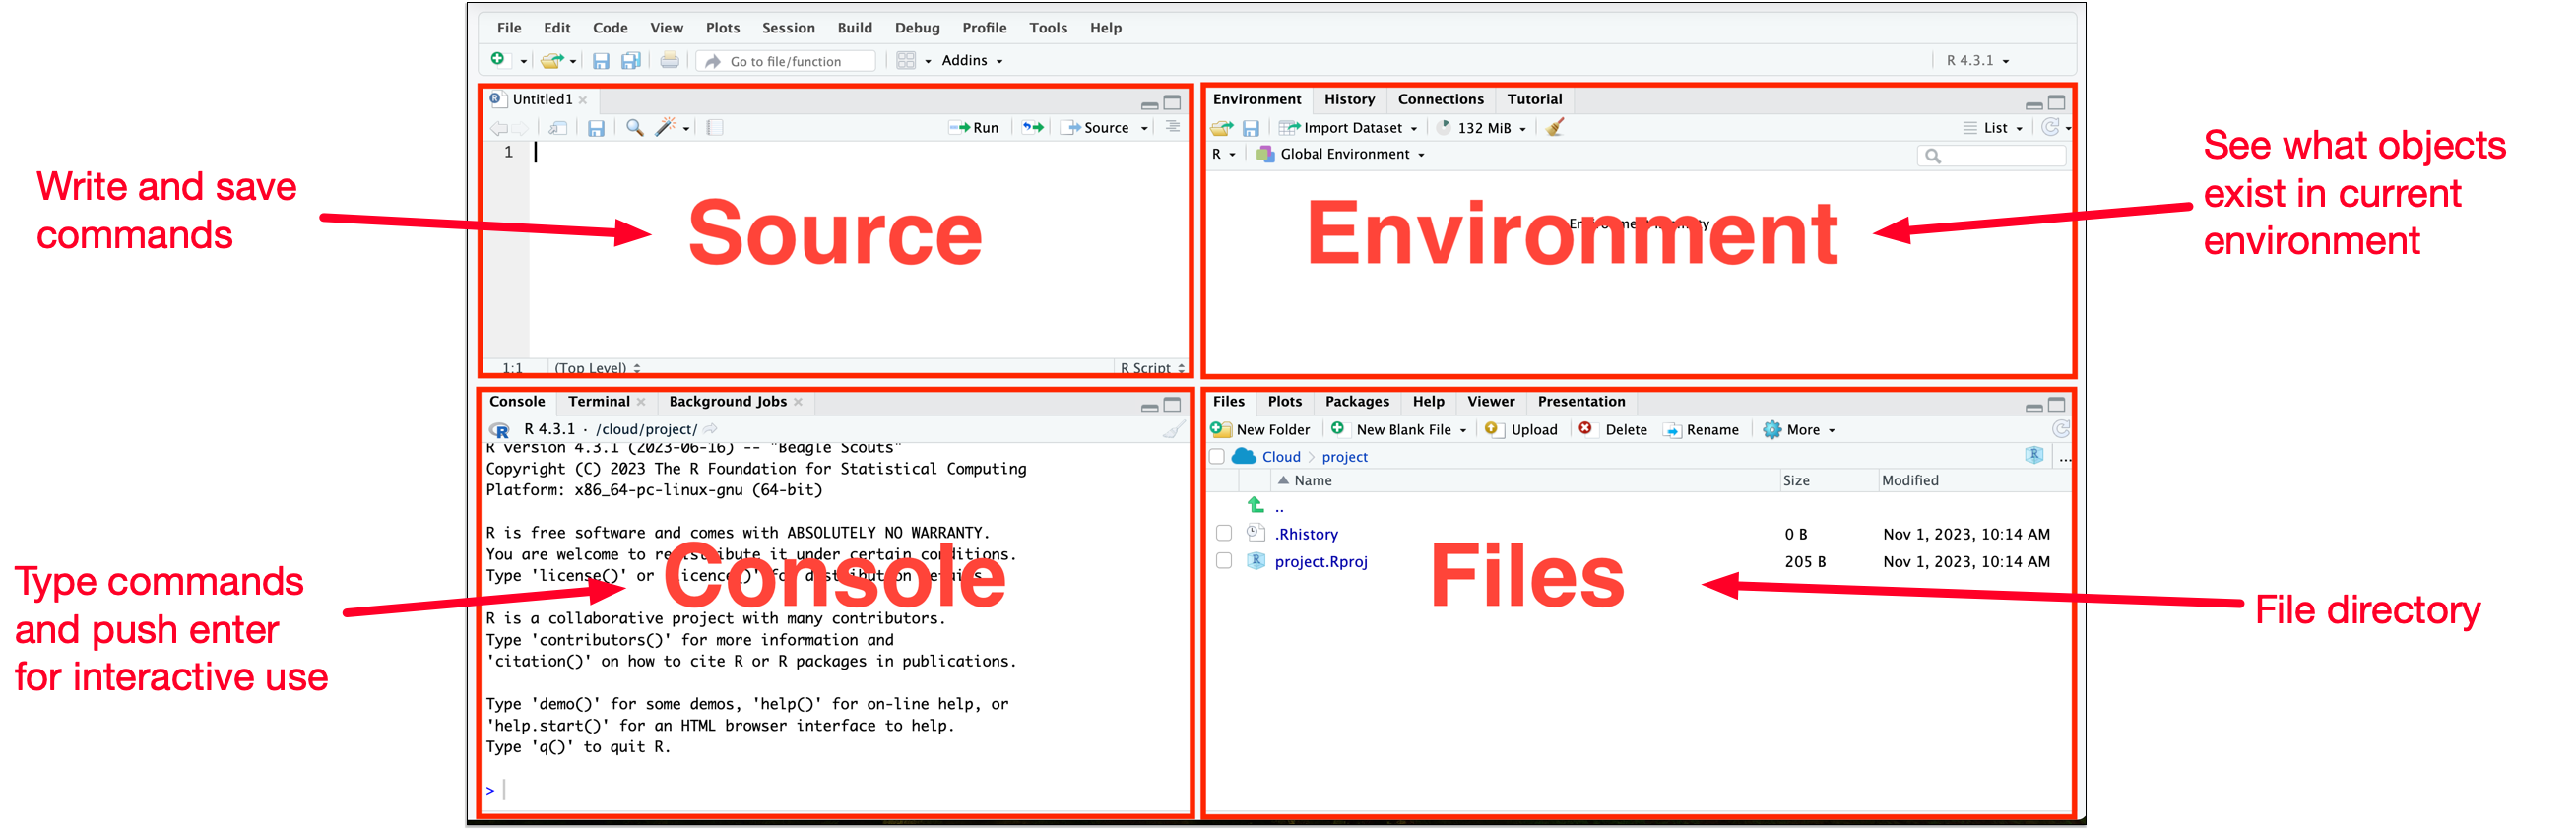 File Edit Code View Plots Session Build Debug Profile Tools Help
Go to file/function Addins R 4.3.1
Untitled1
Run Source
1
Source
1:1 (Top Level) R Script
Environment History Connections Tutorial
Import Dataset 132 MiB List
R Global Environment
Environment
Write and save
commands
See what objects
exist in current
environment
Console Terminal Background Jobs
R 4.3.1 · /cloud/project/
R version 4.3.1 (2023-06-16) -- "Beagle Scouts"
Copyright (C) 2023 The R Foundation for Statistical Computing
Platform: x86_64-pc-linux-gnu (64-bit)
R is free software and comes with ABSOLUTELY NO WARRANTY.
You are welcome to redistribute it under certain conditions.
Type 'license()' or 'licence()' for distribution details.
Console
R is a collaborative project with many contributors.
Type 'contributors()' for more information and
'citation()' on how to cite R or R packages in publications.
Type 'demo()' for some demos, 'help()' for on-line help, or
'help.start()' for an HTML browser interface to help.
Type 'q()' to quit R.
>
Files Plots Packages Help Viewer Presentation
New Folder New Blank File Upload Delete Rename More
Cloud > project ...
Name Size Modified
..
.Rhistory 0 B Nov 1, 2023, 10:14 AM
project.Rproj 205 B Nov 1, 2023, 10:14 AM
Files
Type commands
and push enter
for interactive use
File directory